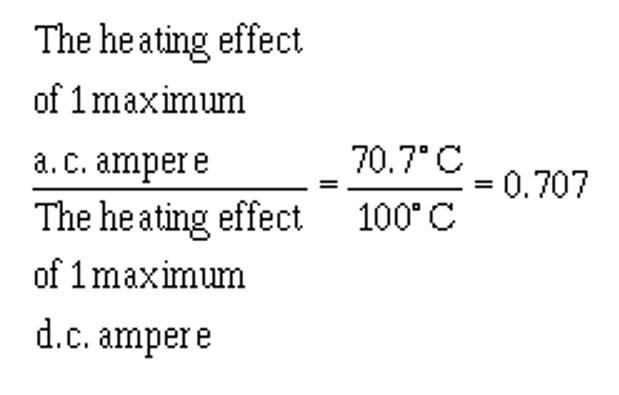 The heating effect
of 1 maximum
a.c. ampere
The heating effect
of 1 maximum
d.c. ampere
= 70.7° C / 100° C = 0.707